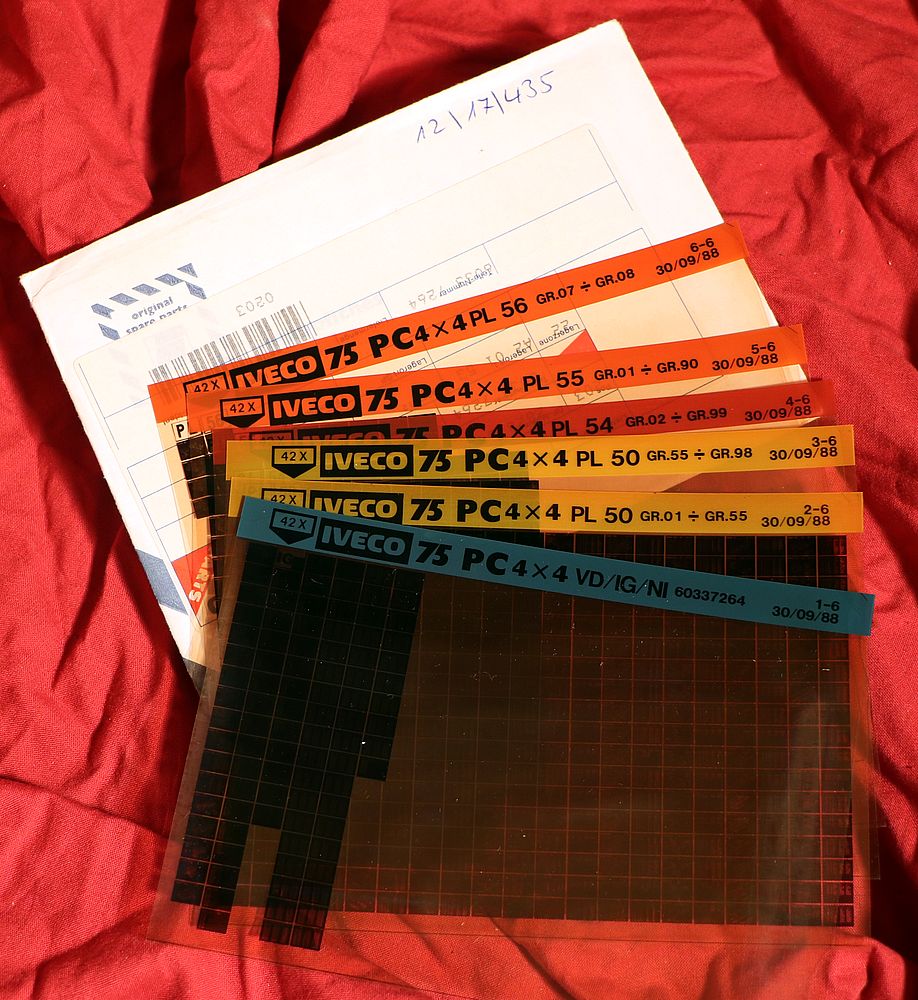 12\17\435
original
spare parts
0203
42X IVECO 75 PC4×4 PL 56 GR.07 ÷ GR.08 6-6
30/09/88
42X IVECO 75 PC4×4 PL 55 GR.01 ÷ GR.90 5-6
30/09/88
IVECO 75 PC4×4 PL 54 GR.02 ÷ GR.99 4-6
30/09/88
42X IVECO 75 PC4×4 PL 50 GR.55 ÷ GR.98 3-6
30/09/88
42X IVECO 75 PC4×4 PL 50 GR.01 ÷ GR.55 2-6
30/09/88
42X IVECO 75 PC4×4 VD/IG/NI 60337264 1-6
30/09/88
IG